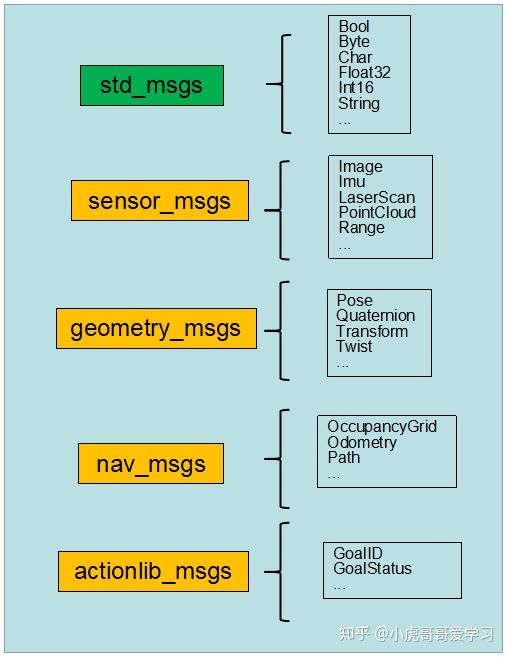 std_msgs
Bool
Byte
Char
Float32
Int16
String
...
sensor_msgs
Image
Imu
LaserScan
PointCloud
Range
...
geometry_msgs
Pose
Quaternion
Transform
Twist
...
nav_msgs
OccupancyGrid
Odometry
Path
...
actionlib_msgs
GoalID
GoalStatus
...
知乎 @小虎哥哥爱学习